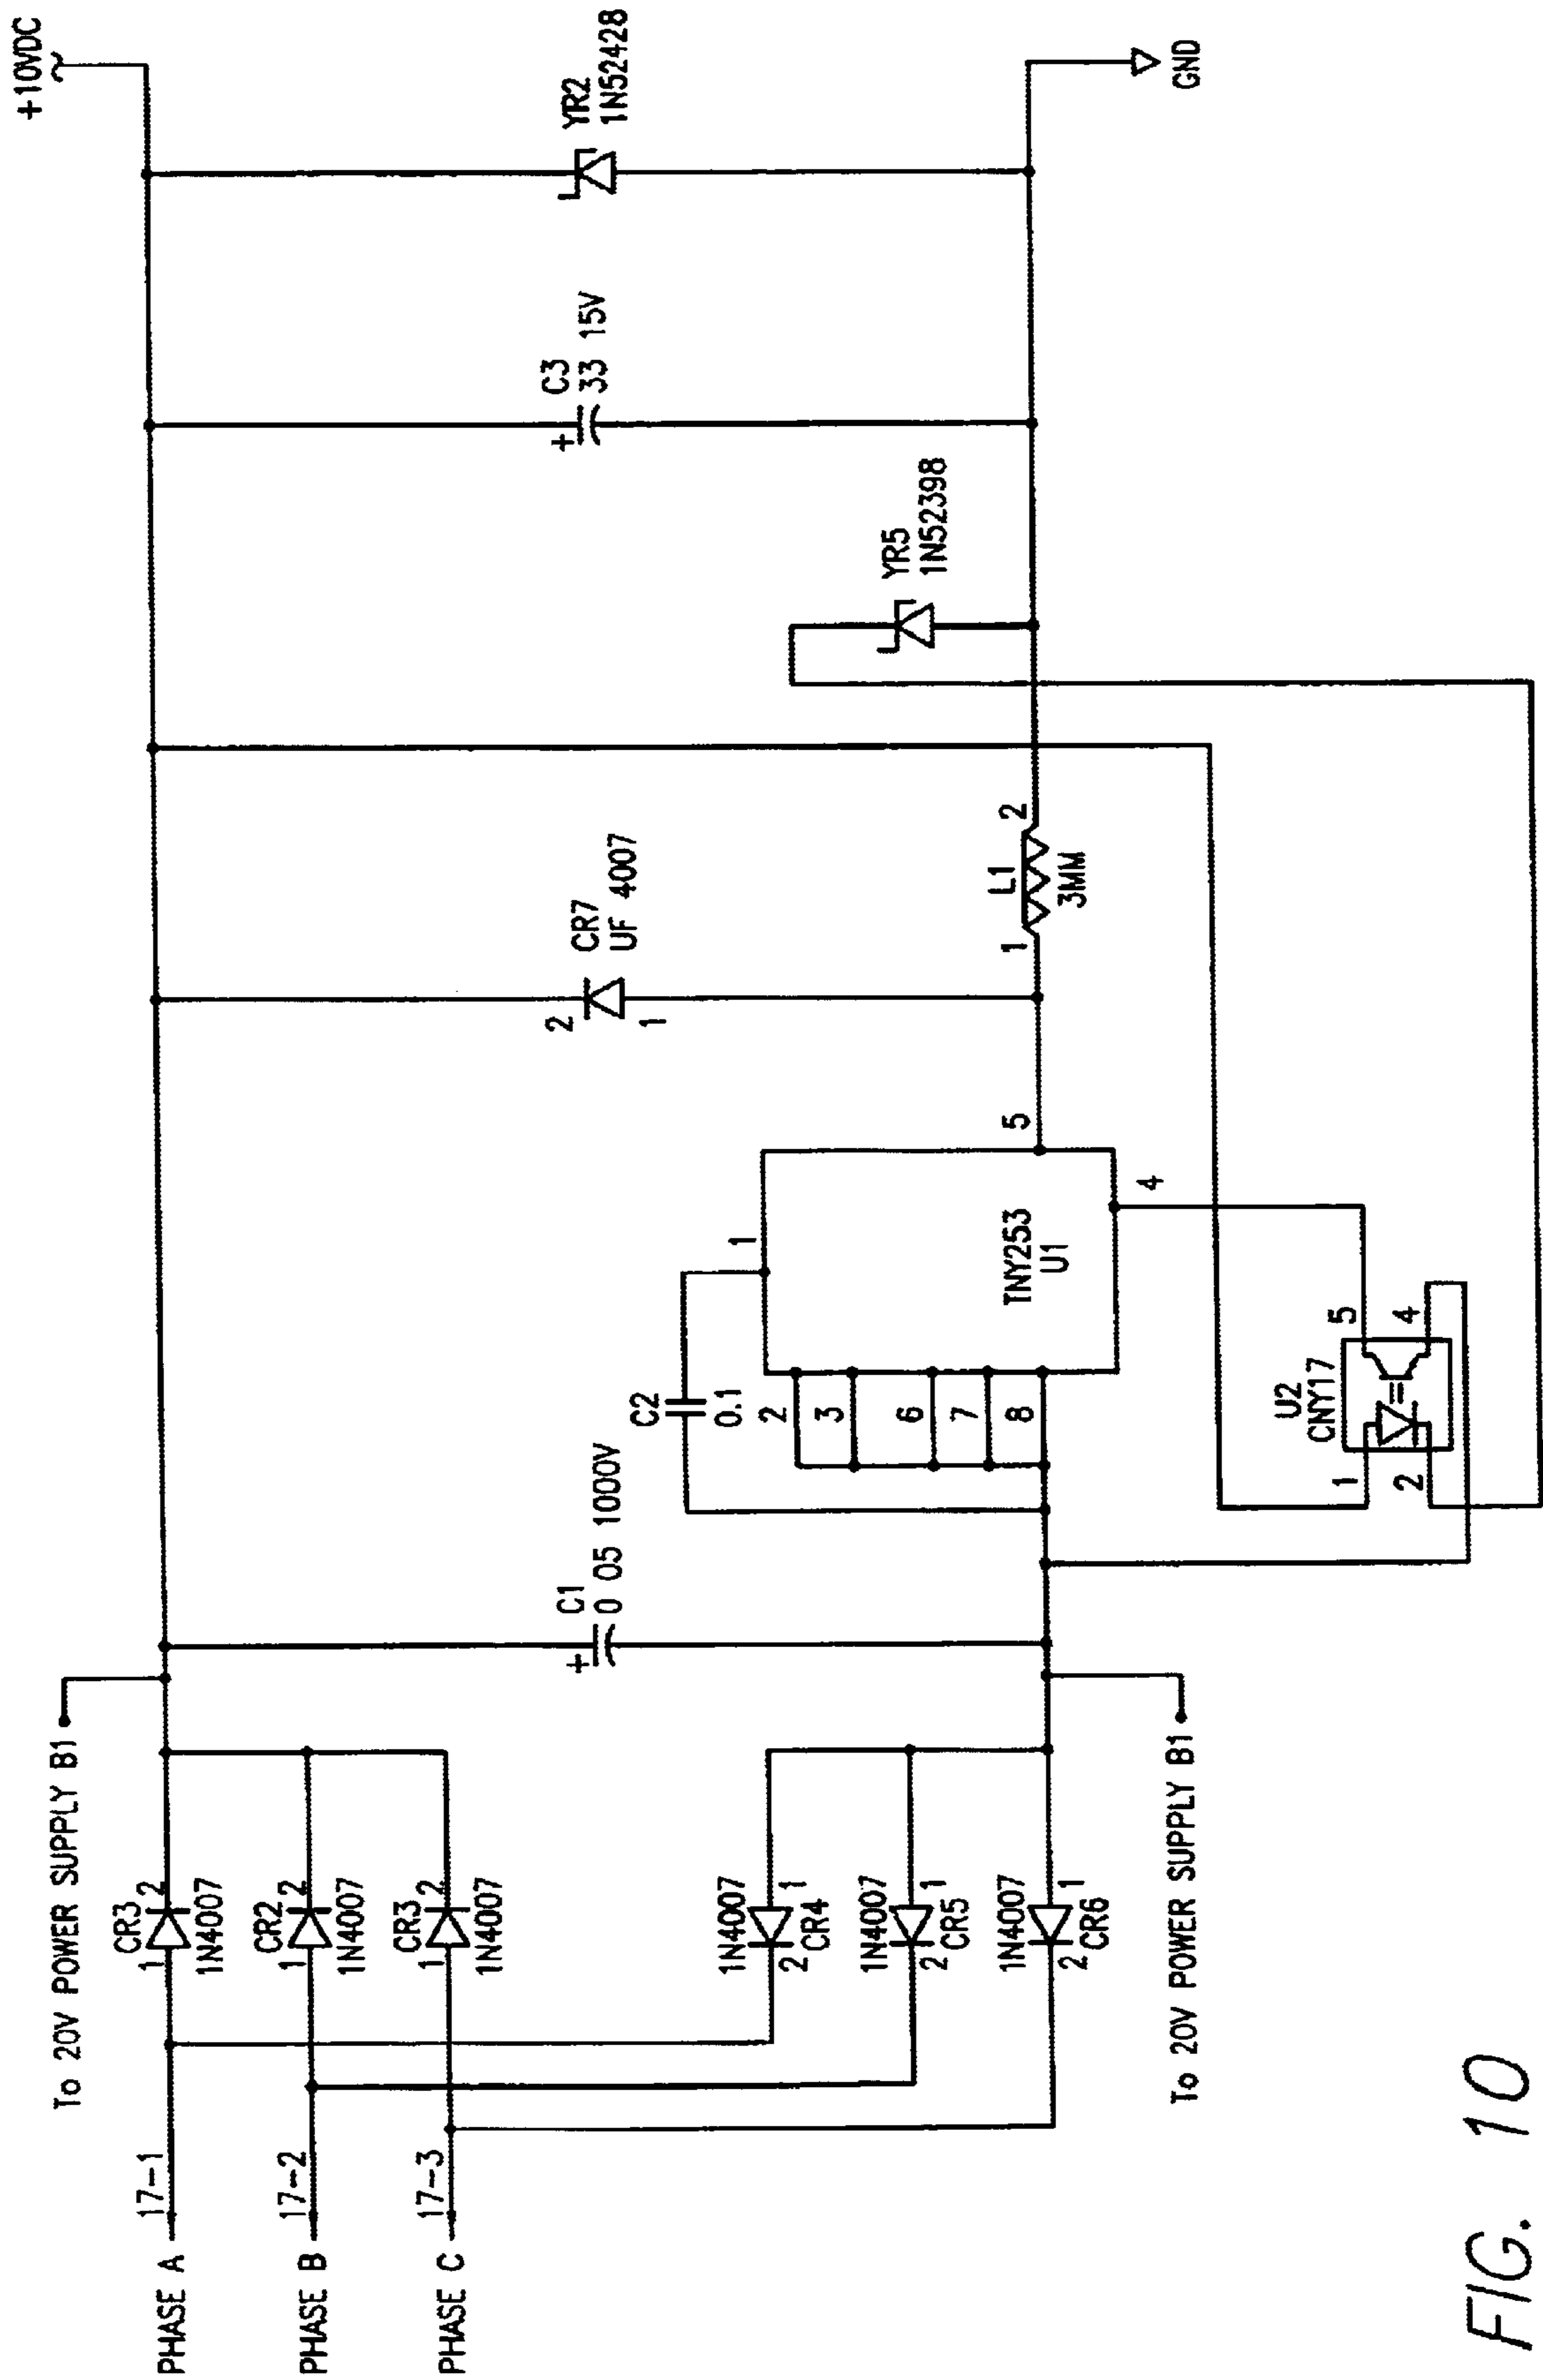 +10VDC
To 20V POWER SUPPLY B1
PHASE A
17-1
CR3
1
2
1N4007
PHASE B
17-2
CR2
1
2
1N4007
PHASE C
17-3
CR3
1
2
1N4007
1N4007
2
1
CR4
1N4007
2
1
CR5
1N4007
2
1
CR6
To 20V POWER SUPPLY B1
+
C1
0 05 1000V
C2
0.1
1
2
3
6
7
8
TNY253
U1
5
4
U2
CNY17
1
2
5
4
2
CR7
UF 4007
1
1
L1
2
3MM
YR5
1N52398
+
C3
33 15V
YR2
1N52428
GND
FIG. 10